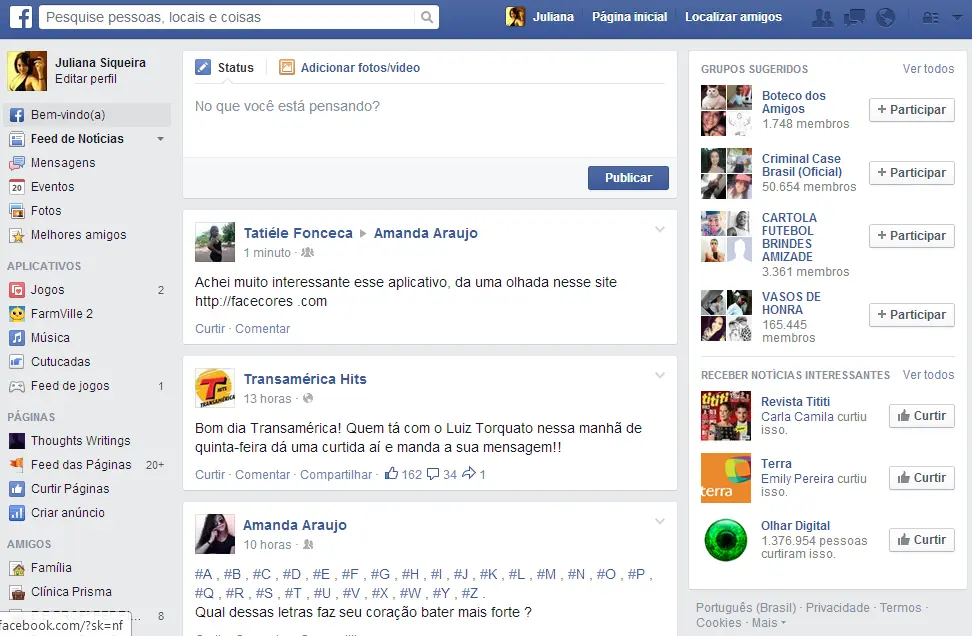 Pesquise pessoas, locais e coisas
Juliana
Página inicial
Localizar amigos
Juliana Siqueira
Editar perfil
Bem-vindo(a)
Feed de Notícias
Mensagens
20 Eventos
Fotos
Melhores amigos
APLICATIVOS
Jogos 2
FarmVille 2
Música
Cutucadas
Feed de jogos 1
PÁGINAS
Thoughts Writings
Feed das Páginas 20+
Curtir Páginas
Criar anúncio
AMIGOS
Família
Clínica Prisma
8
facebook.com/?sk=nf
Status
Adicionar fotos/vídeo
No que você está pensando?
Publicar
Tatiéle Fonceca ▸ Amanda Araujo
1 minuto ·
Achei muito interessante esse aplicativo, da uma olhada nesse site
http://facecores .com
Curtir · Comentar
HITS
TRANSAMÉRICA
Transamérica Hits
13 horas ·
Bom dia Transamérica! Quem tá com o Luiz Torquato nessa manhã de
quinta-feira dá uma curtida aí e manda a sua mensagem!!
Curtir · Comentar · Compartilhar · 162 34 1
Amanda Araujo
10 horas ·
#A , #B , #C , #D , #E , #F , #G , #H , #I , #J , #K , #L , #M , #N , #O , #P ,
#Q , #R , #S , #T , #U , #V , #X , #W , #Y , #Z .
Qual dessas letras faz seu coração bater mais forte ?
GRUPOS SUGERIDOS Ver todos
Boteco dos
Amigos
1.748 membros
+ Participar
Criminal Case
Brasil (Oficial)
50.654 membros
+ Participar
CARTOLA
FUTEBOL
BRINDES
AMIZADE
3.361 membros
+ Participar
VASOS DE
HONRA
165.445
membros
+ Participar
RECEBER NOTÍCIAS INTERESSANTES Ver todos
tititi
Revista Tititi
Carla Camila curtiu
isso.
Curtir
terra
Terra
Emily Pereira curtiu
isso.
Curtir
Olhar Digital
1.376.954 pessoas
curtiram isso.
Curtir
Português (Brasil) · Privacidade · Termos ·
Cookies · Mais